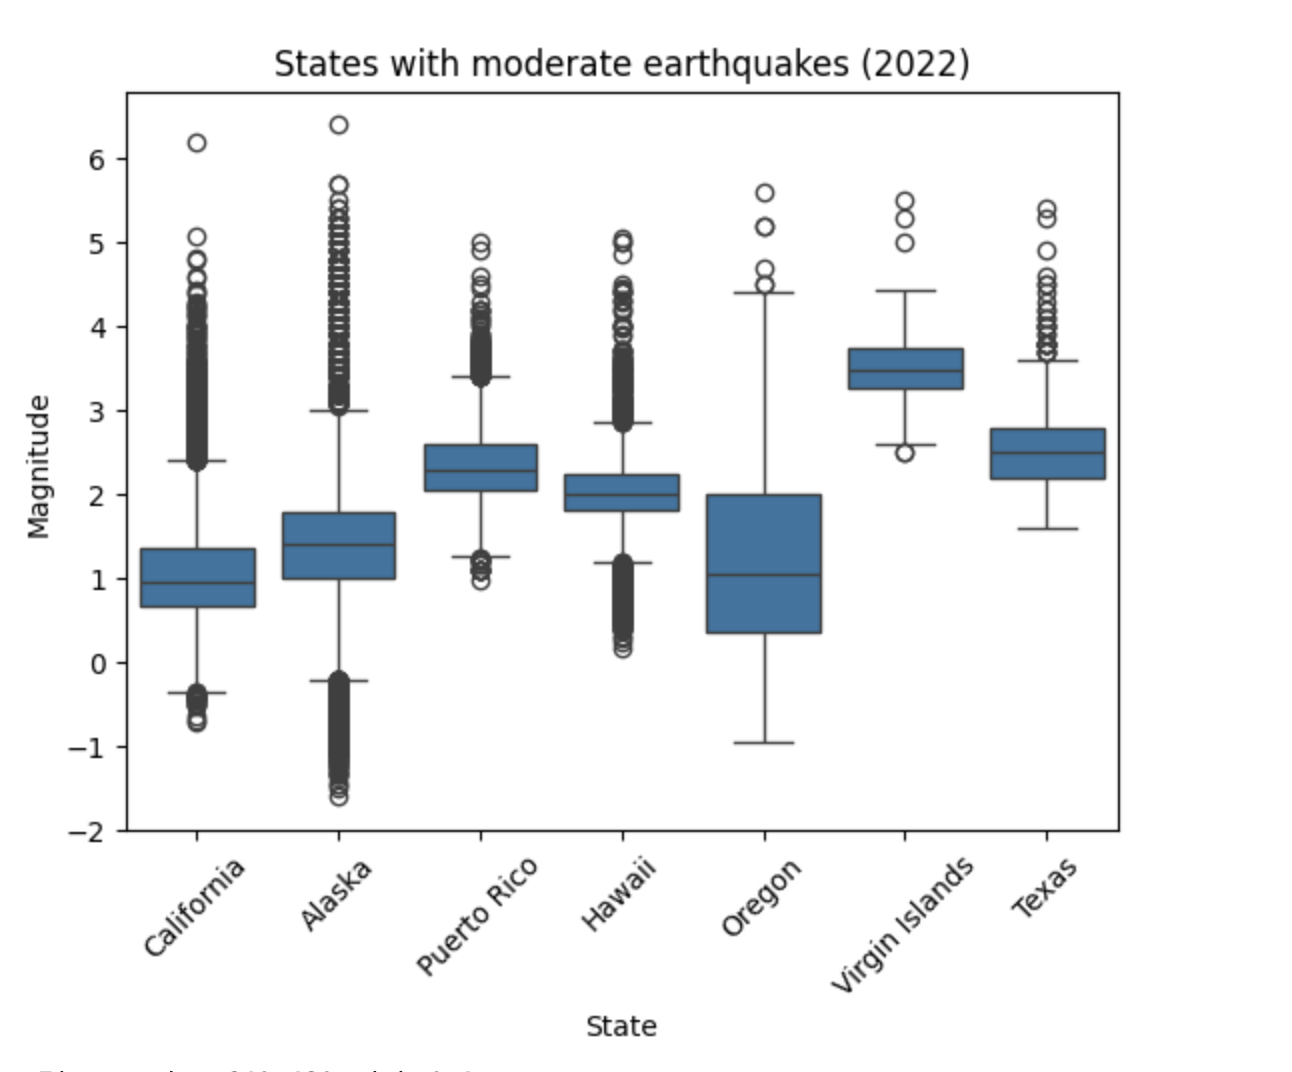 States with moderate earthquakes (2022)
Magnitude
6
5
4
3
2
1
0
−1
−2
California
Alaska
Puerto Rico
Hawaii
Oregon
Virgin Islands
Texas
State